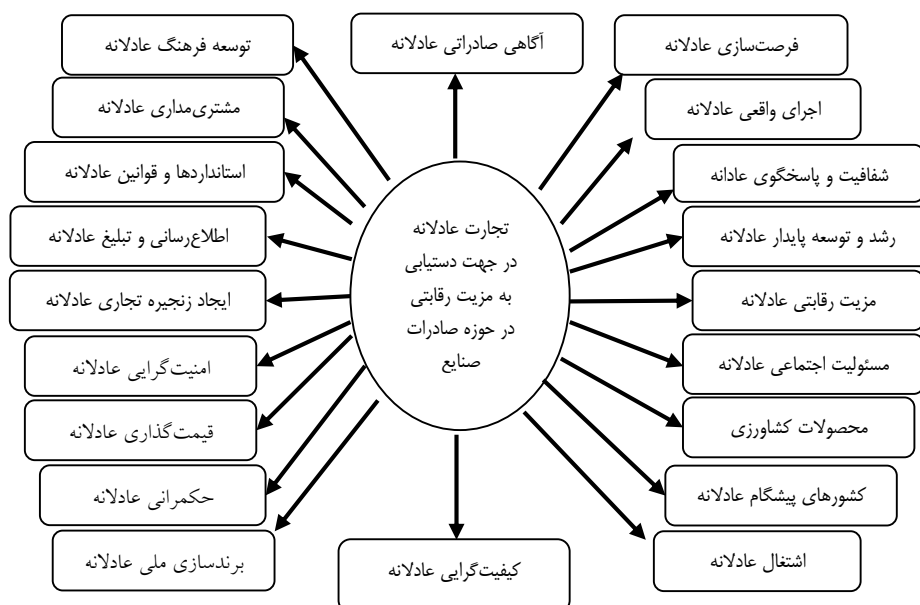 آگاهی صادراتی عادلانه
فرصت‌سازی عادلانه
اجرای واقعی عادلانه
شفافیت و پاسخگوی عادانه
رشد و توسعه پایدار عادلانه
مزیت رقابتی عادلانه
مسئولیت اجتماعی عادلانه
محصولات کشاورزی
کشورهای پیشگام عادلانه
اشتغال عادلانه
تجارت عادلانه
در جهت دستیابی
به مزیت رقابتی
در حوزه صادرات
صنایع
توسعه فرهنگ عادلانه
مشتری‌مداری عادلانه
استانداردها و قوانین عادلانه
اطلاع‌رسانی و تبلیغ عادلانه
ایجاد زنجیره تجاری عادلانه
امنیت‌گرایی عادلانه
قیمت‌گذاری عادلانه
حکمرانی عادلانه
برندسازی ملی عادلانه
کیفیت‌گرایی عادلانه